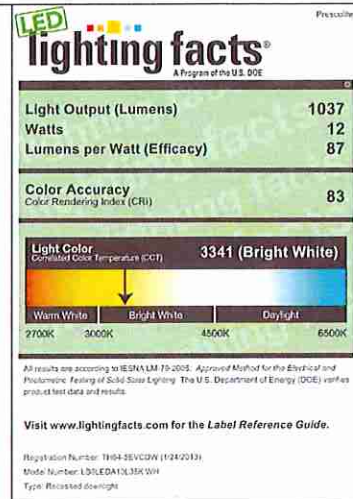 Prescolite
LED
lighting facts®
A Program of the U.S. DOE
Light Output (Lumens) 1037
Watts 12
Lumens per Watt (Efficacy) 87
Color Accuracy
Color Rendering Index (CRI) 83
Light Color
Correlated Color Temperature (CCT) 3341 (Bright White)
Warm White Bright White Daylight
2700K 3000K 4500K 6500K
All results are according to IESNA LM-79-2008: Approved Method for the Electrical and
Photometric Testing of Solid-State Lighting. The U.S. Department of Energy (DOE) verifies
product test data and results.
Visit www.lightingfacts.com for the Label Reference Guide.
Registration Number: (1/24/2013)
Model Number: WH
Type: Recessed downlight